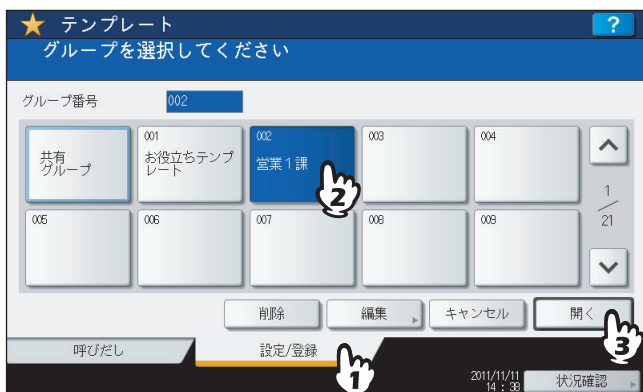 テンプレート
?
グループを選択してください
グループ番号
002
共有
グループ
001
お役立ちテンプ
レート
002
営業1課
2
003
004
1
21
005
006
007
008
009
削除
編集
キャンセル
開く
3
呼びだし
設定/登録
1
2011/11/11
14:38
状況確認